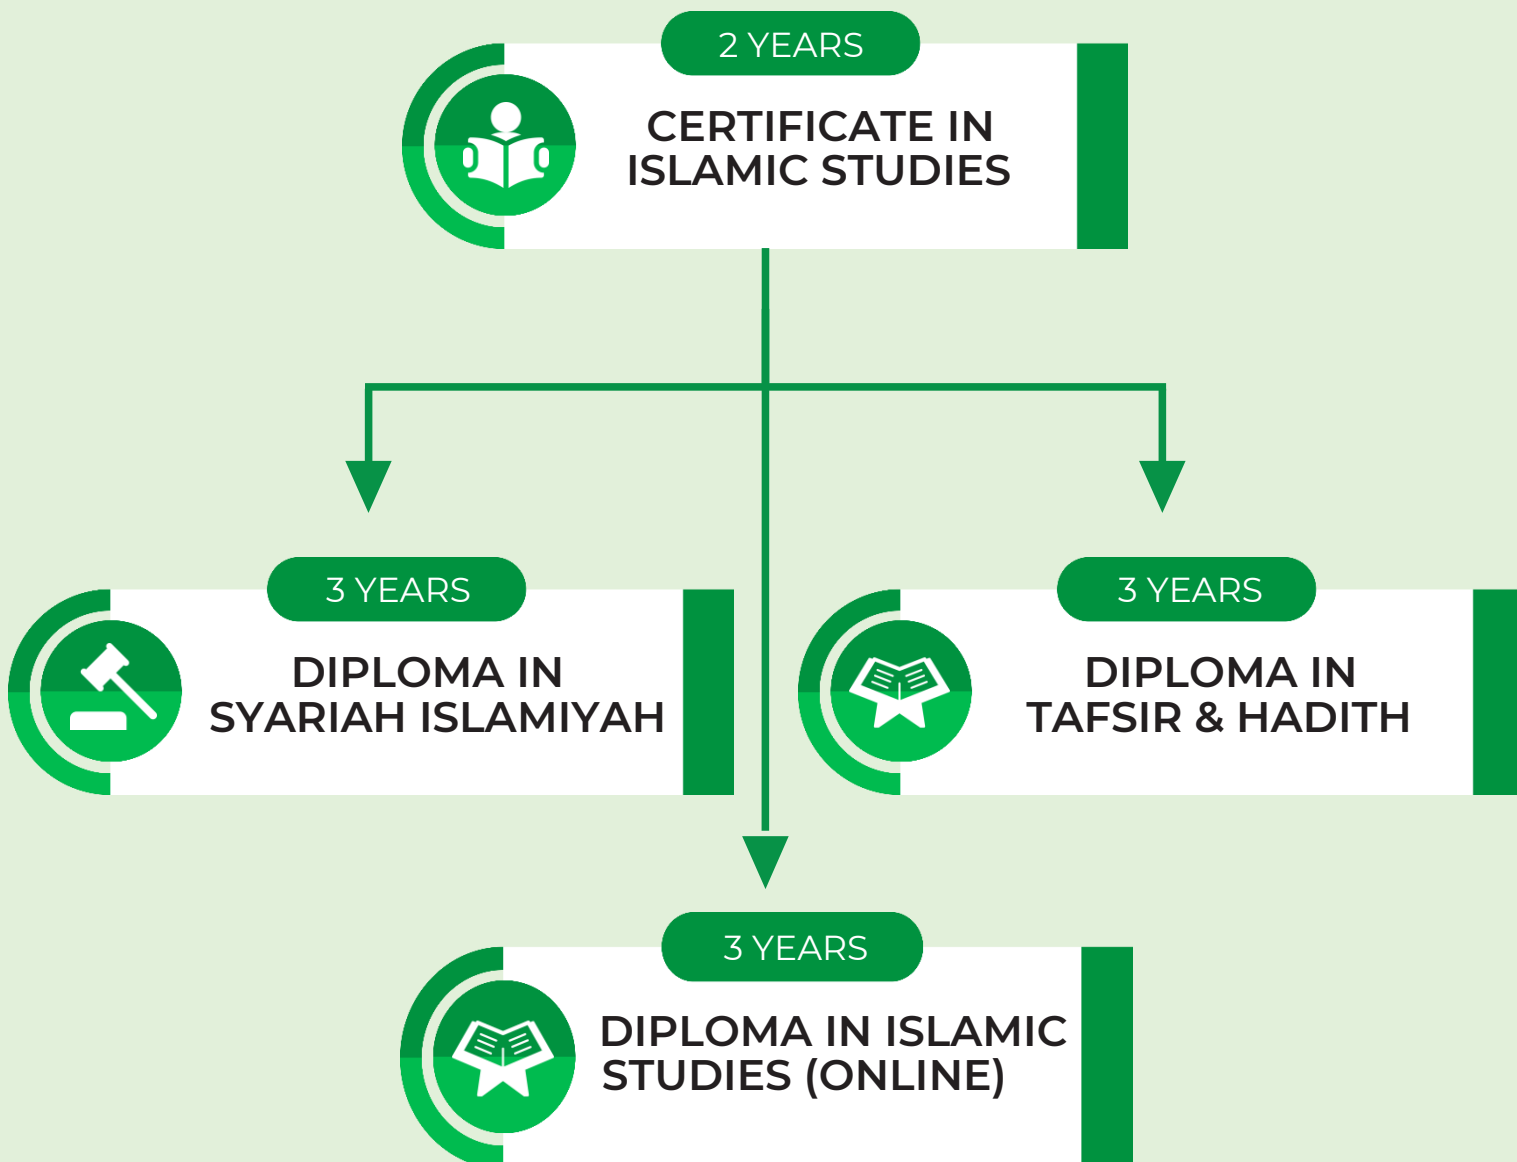 2 YEARS
CERTIFICATE IN
ISLAMIC STUDIES
3 YEARS
DIPLOMA IN
SYARIAH ISLAMIYAH
3 YEARS
DIPLOMA IN
TAFSIR & HADITH
3 YEARS
DIPLOMA IN ISLAMIC
STUDIES (ONLINE)